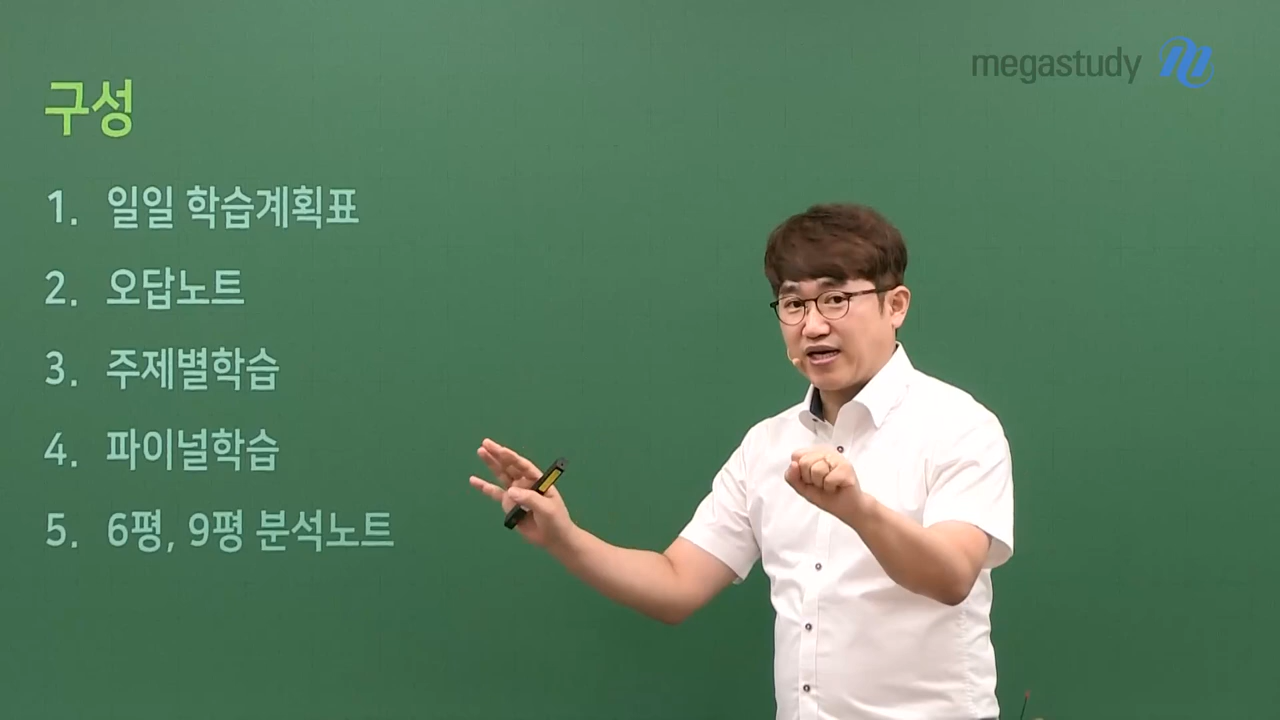 megastudy
구성
1. 일일 학습계획표
2. 오답노트
3. 주제별학습
4. 파이널학습
5. 6평, 9평 분석노트